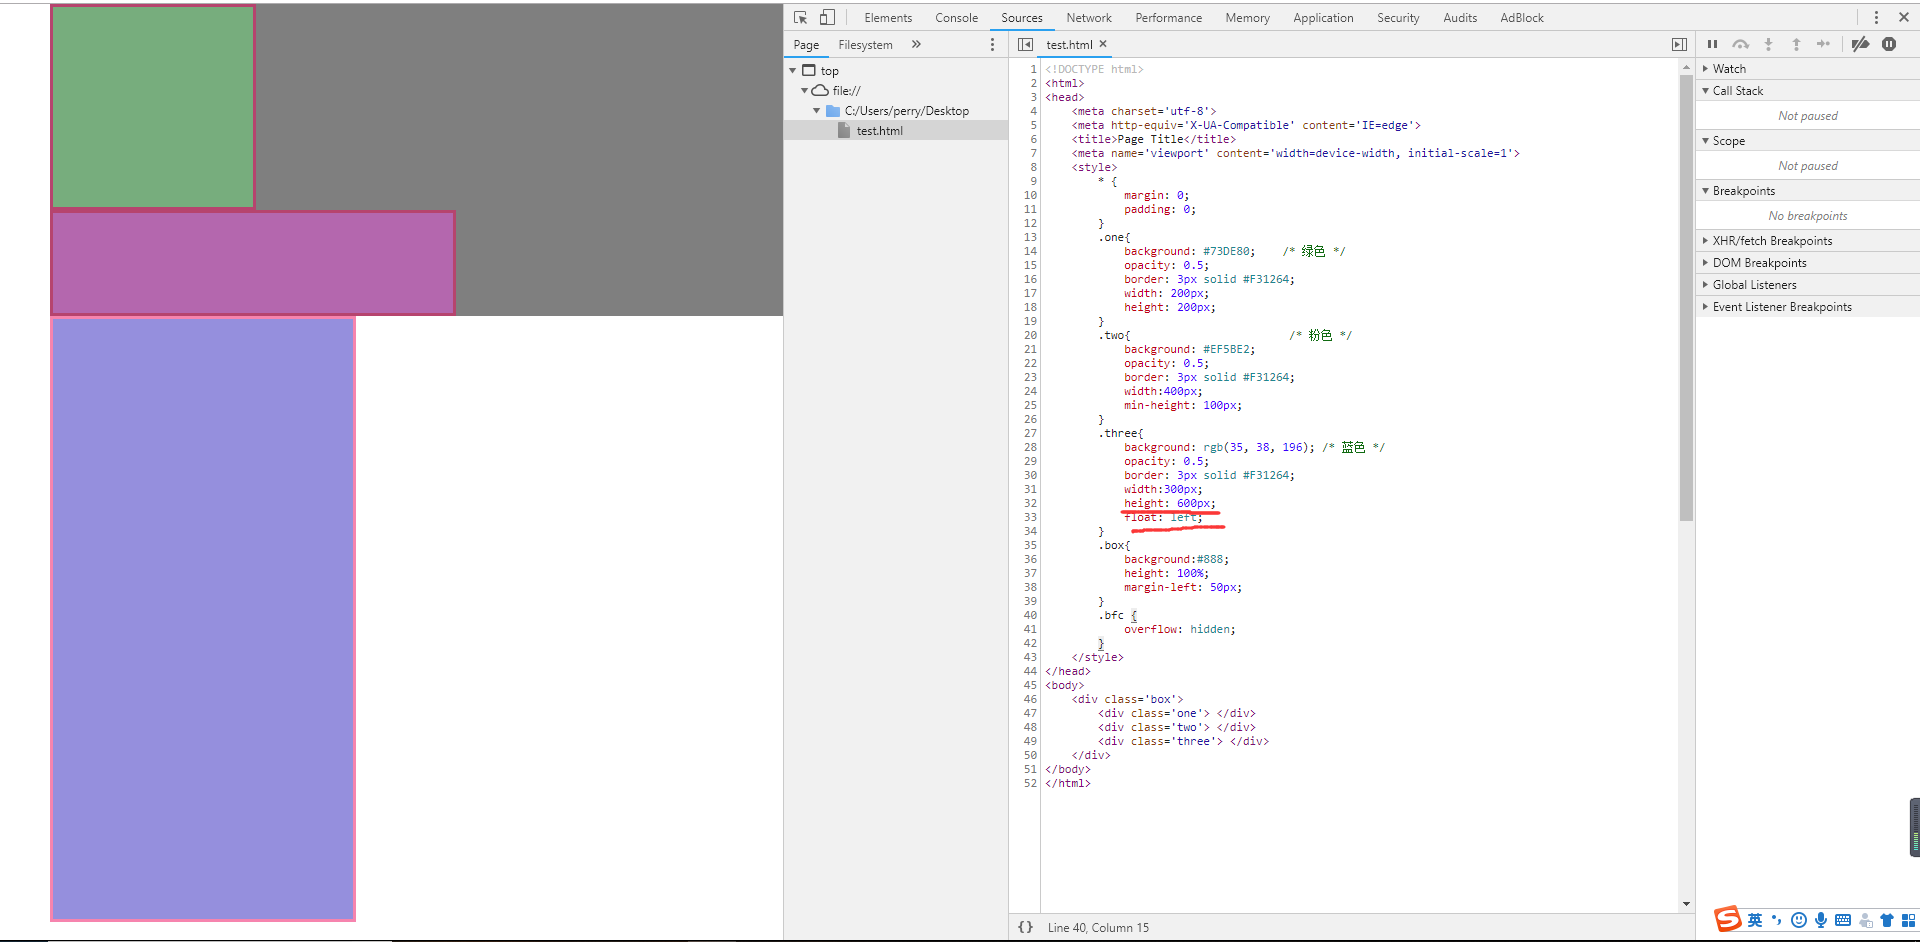 Elements Console Sources Network Performance Memory Application Security Audits AdBlock
Page Filesystem » test.html ×
top
file://
C:/Users/perry/Desktop
test.html
1 <!DOCTYPE html>
2 <html>
3 <head>
4 <meta charset='utf-8'>
5 <meta http-equiv='X-UA-Compatible' content='IE=edge'>
6 <title>Page Title</title>
7 <meta name='viewport' content='width=device-width, initial-scale=1'>
8 <style>
9 * {
10 margin: 0;
11 padding: 0;
12 }
13 .one{
14 background: #73DE80; /* 绿色 */
15 opacity: 0.5;
16 border: 3px solid #F31264;
17 width: 200px;
18 height: 200px;
19 }
20 .two{ /* 粉色 */
21 background: #EF5BE2;
22 opacity: 0.5;
23 border: 3px solid #F31264;
24 width:400px;
25 min-height: 100px;
26 }
27 .three{
28 background: rgb(35, 38, 196); /* 蓝色 */
29 opacity: 0.5;
30 border: 3px solid #F31264;
31 width:300px;
32 height: 600px;
33 float: left;
34 }
35 .box{
36 background:#888;
37 height: 100%;
38 margin-left: 50px;
39 }
40 .bfc {
41 overflow: hidden;
42 }
43 </style>
44 </head>
45 <body>
46 <div class='box'>
47 <div class='one'> </div>
48 <div class='two'> </div>
49 <div class='three'> </div>
50 </div>
51 </body>
52 </html>
{} Line 40, Column 15
Watch
Call Stack
Not paused
Scope
Not paused
Breakpoints
No breakpoints
XHR/fetch Breakpoints
DOM Breakpoints
Global Listeners
Event Listener Breakpoints
S 英